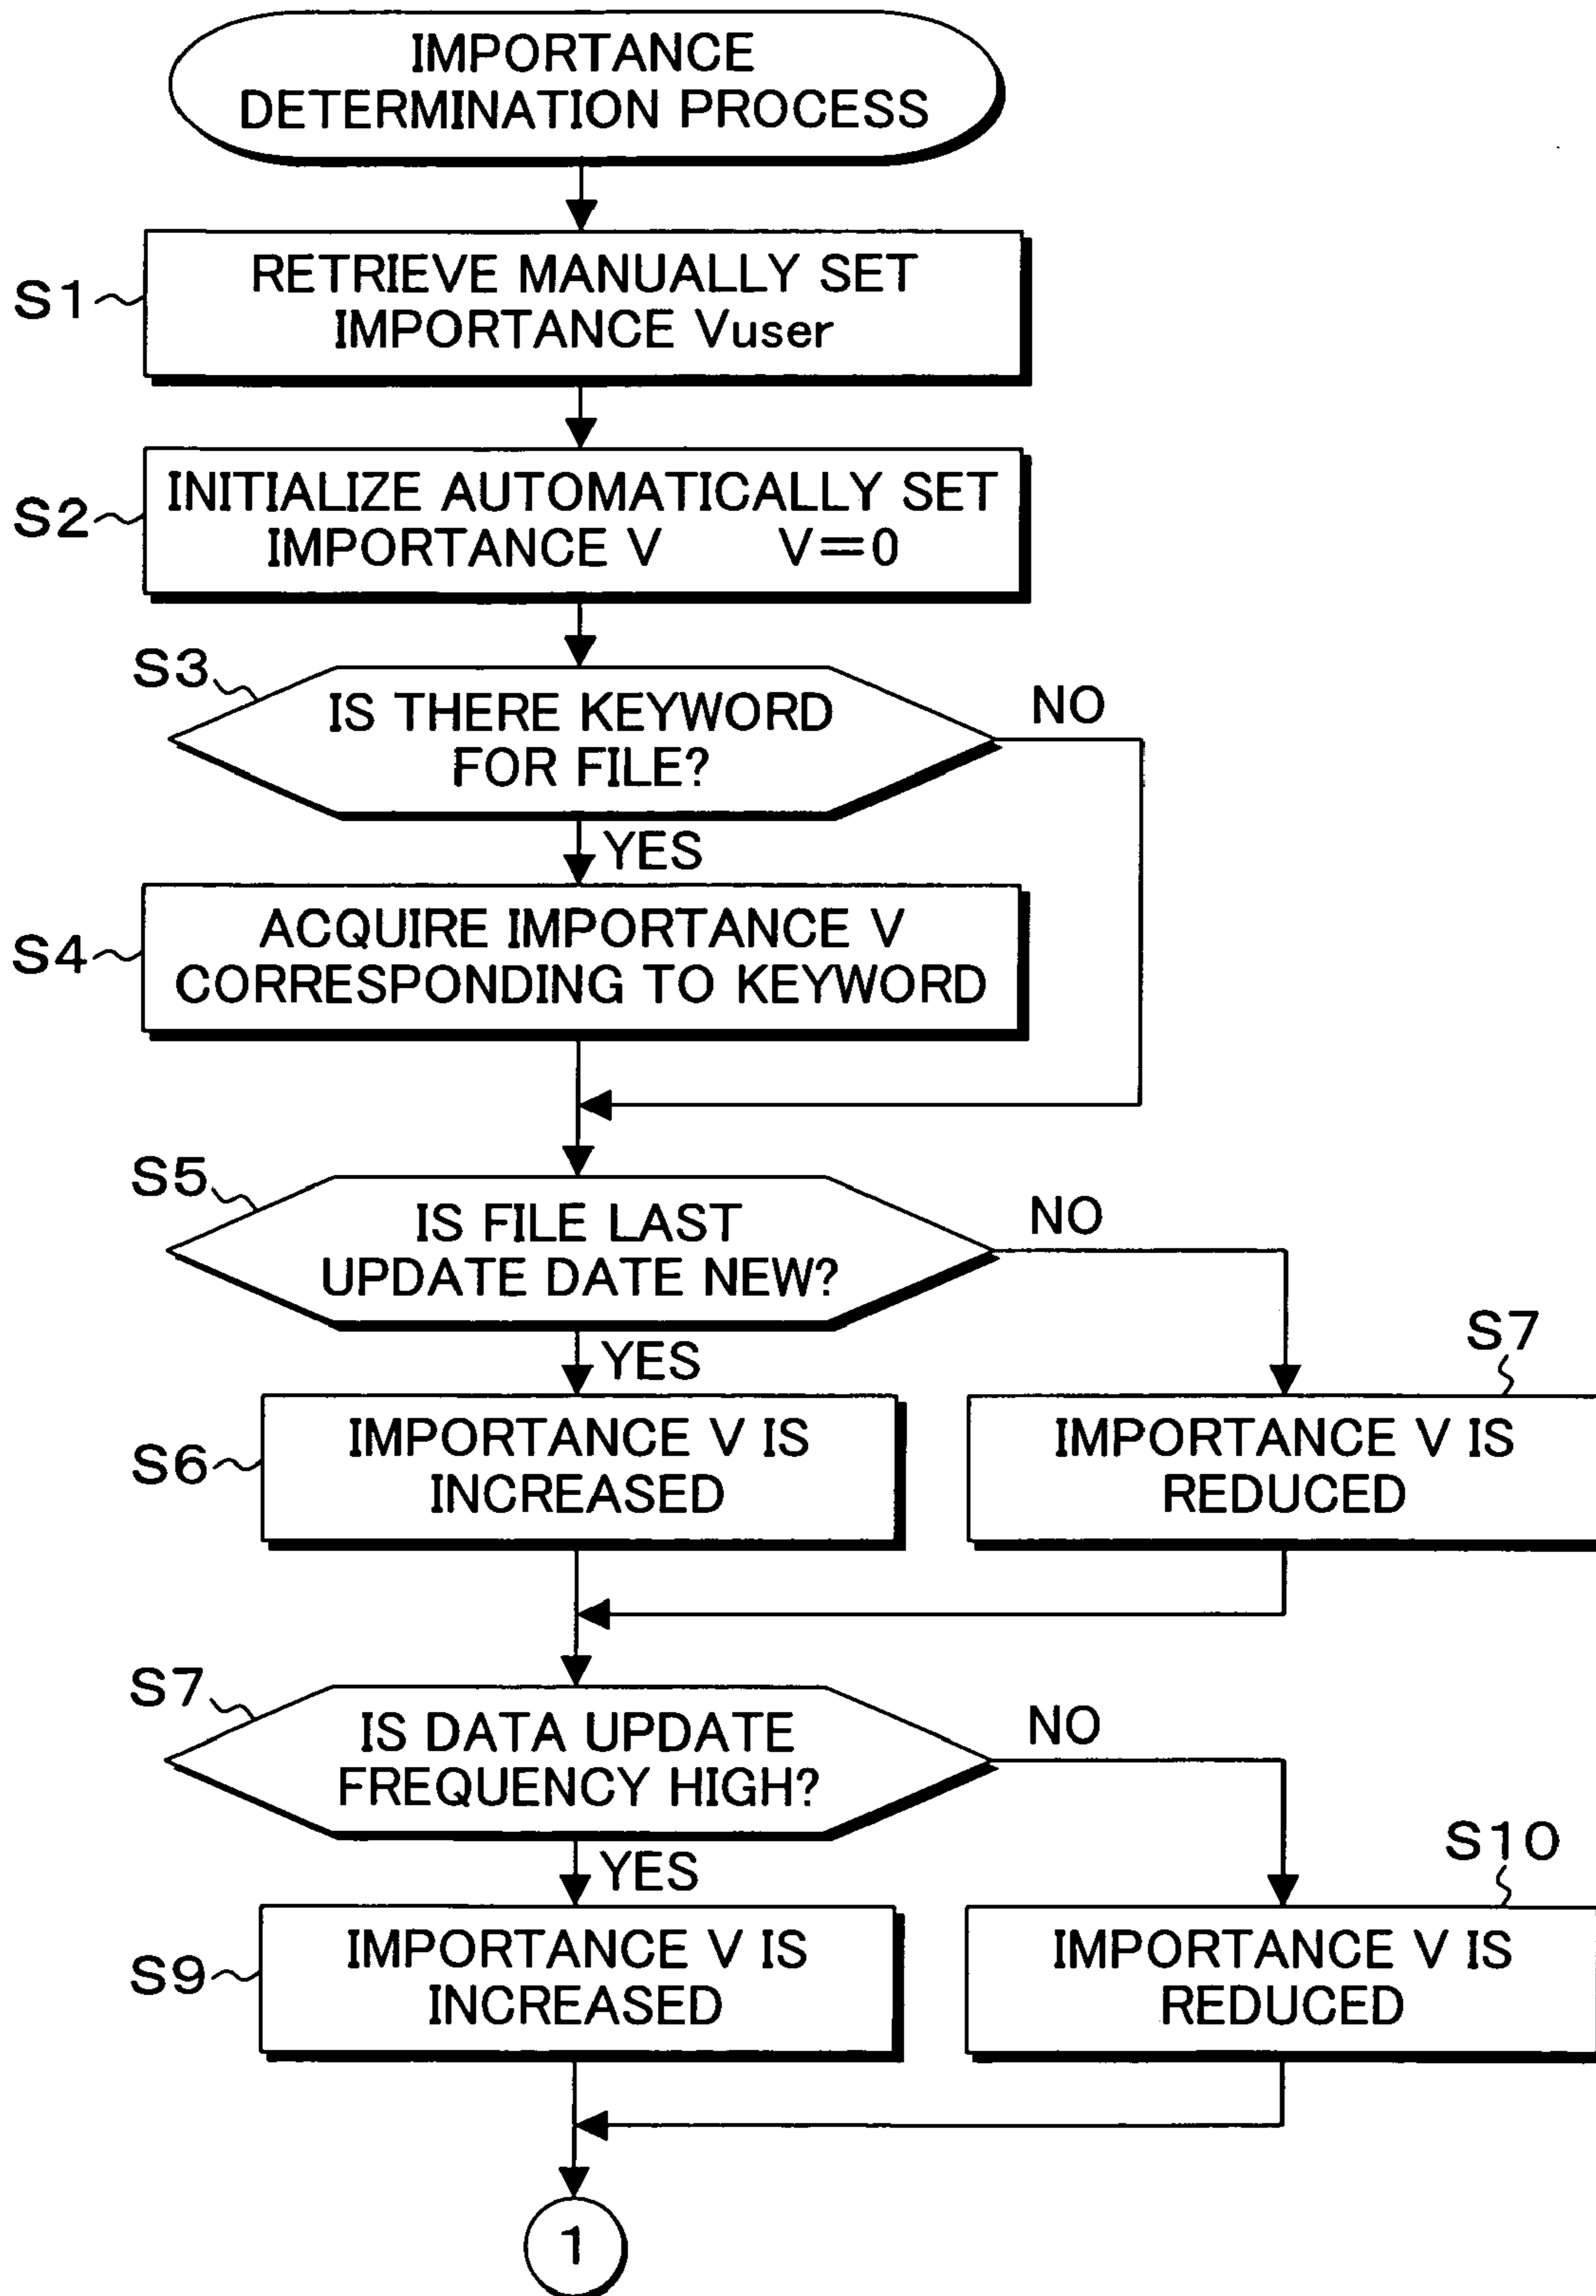 IMPORTANCE
DETERMINATION PROCESS
S1
RETRIEVE MANUALLY SET
IMPORTANCE Vuser
S2
INITIALIZE AUTOMATICALLY SET
IMPORTANCE V V=0
S3
IS THERE KEYWORD
FOR FILE?
NO
YES
S4
ACQUIRE IMPORTANCE V
CORRESPONDING TO KEYWORD
S5
IS FILE LAST
UPDATE DATE NEW?
NO
YES
S6
IMPORTANCE V IS
INCREASED
S7
IMPORTANCE V IS
REDUCED
S7
IS DATA UPDATE
FREQUENCY HIGH?
NO
YES
S9
IMPORTANCE V IS
INCREASED
S10
IMPORTANCE V IS
REDUCED
1